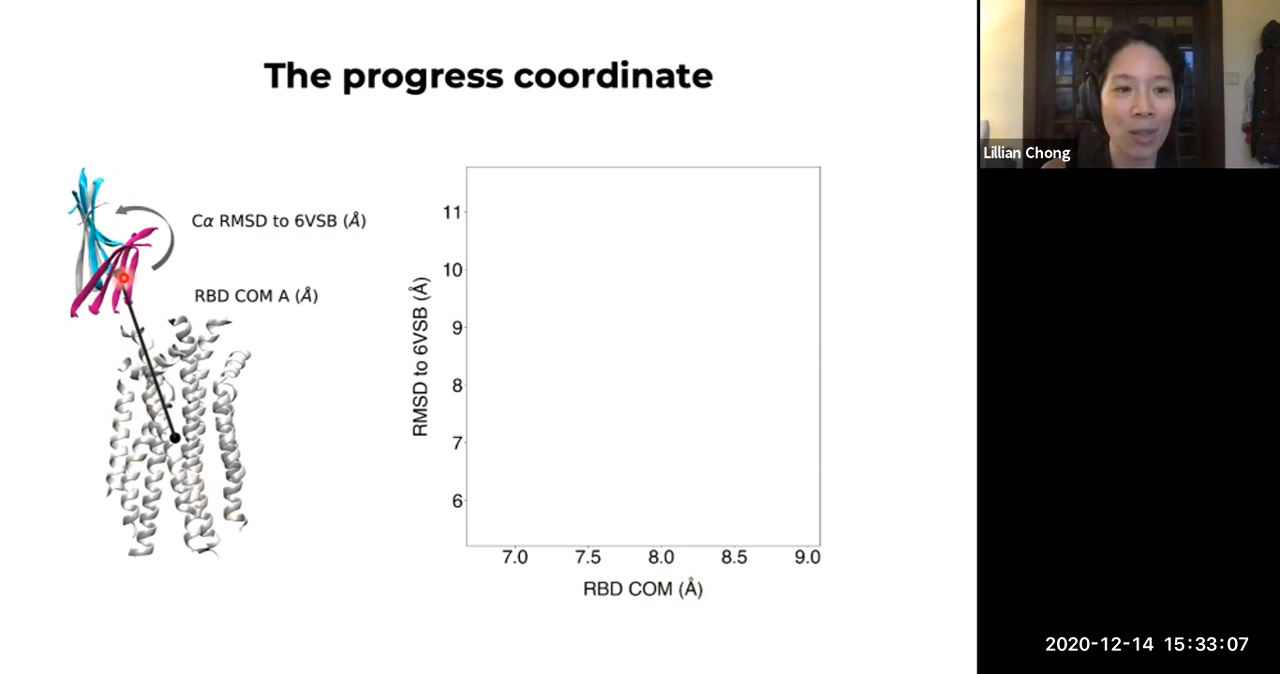 The progress coordinate
Lillian Chong
Cα RMSD to 6VSB (Å)
RBD COM A (Å)
RMSD to 6VSB (Å)
11
10
9
8
7
6
7.0 7.5 8.0 8.5 9.0
RBD COM (Å)
2020-12-14 15:33:07